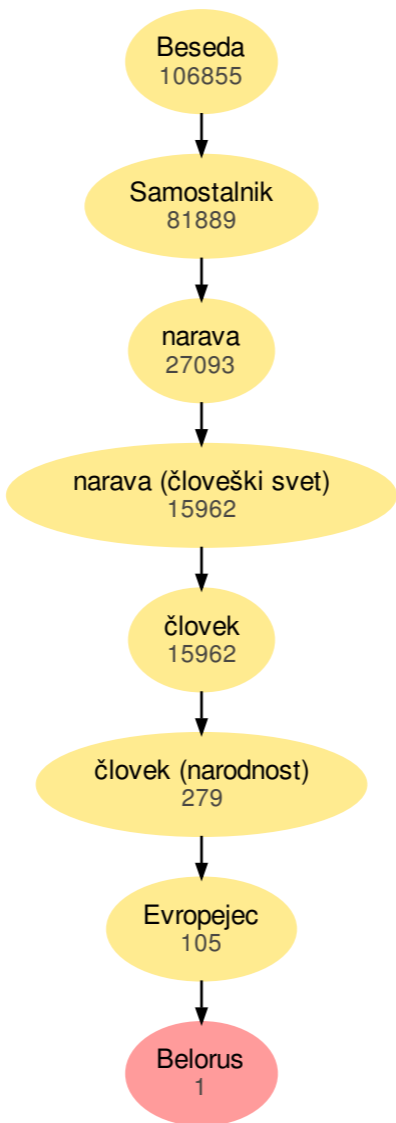 Beseda
106855
Samostalnik
81889
narava
27093
narava (človeški svet)
15962
človek
15962
človek (narodnost)
279
Evropejec
105
Belorus
1